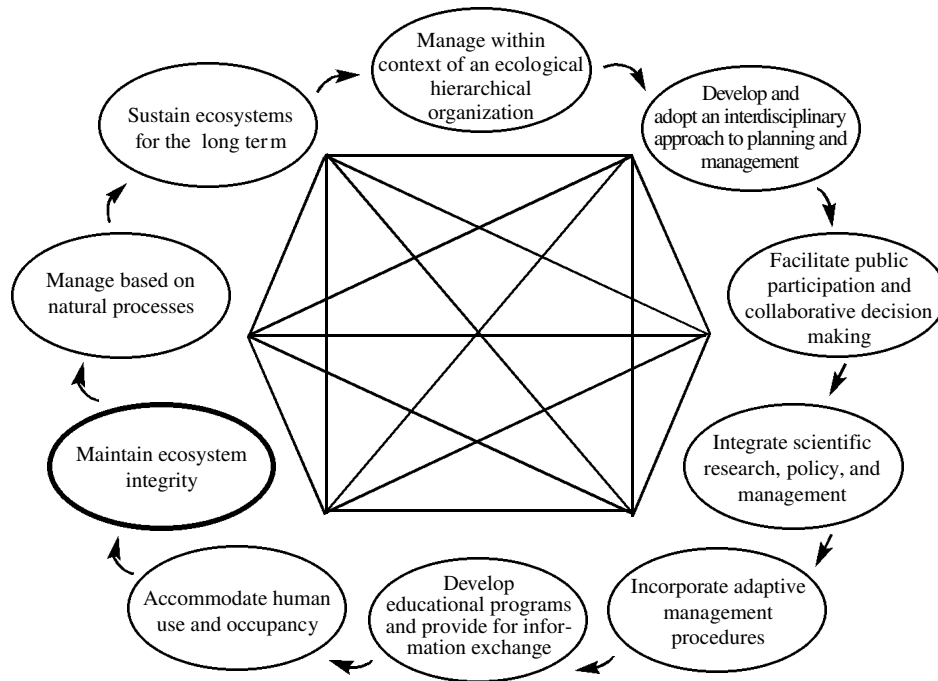 Manage within
context of an ecological
hierarchical
organization
Develop and
adopt an interdisciplinary
approach to planning and
management
Facilitate public
participation and
collaborative decision
making
Integrate scientific
research, policy, and
management
Incorporate adaptive
management
procedures
Develop
educational programs
and provide for infor-
mation exchange
Accommodate human
use and occupancy
Maintain ecosystem
integrity
Manage based on
natural processes
Sustain ecosystems
for the long term